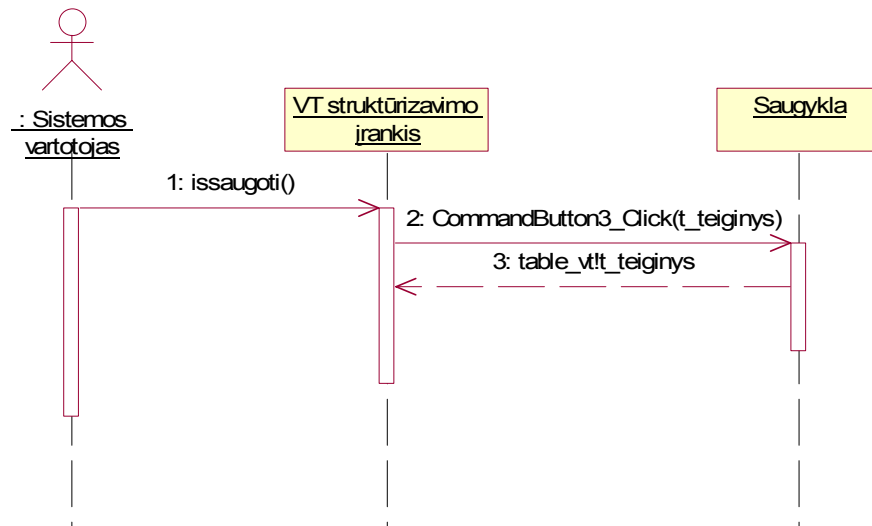 : Sistemos
vartotojas
VT struktūrizavimo
įrankis
Saugykla
1: issaugoti()
2: CommandButton3_Click(t_teiginys)
3: table_vt!t_teiginys